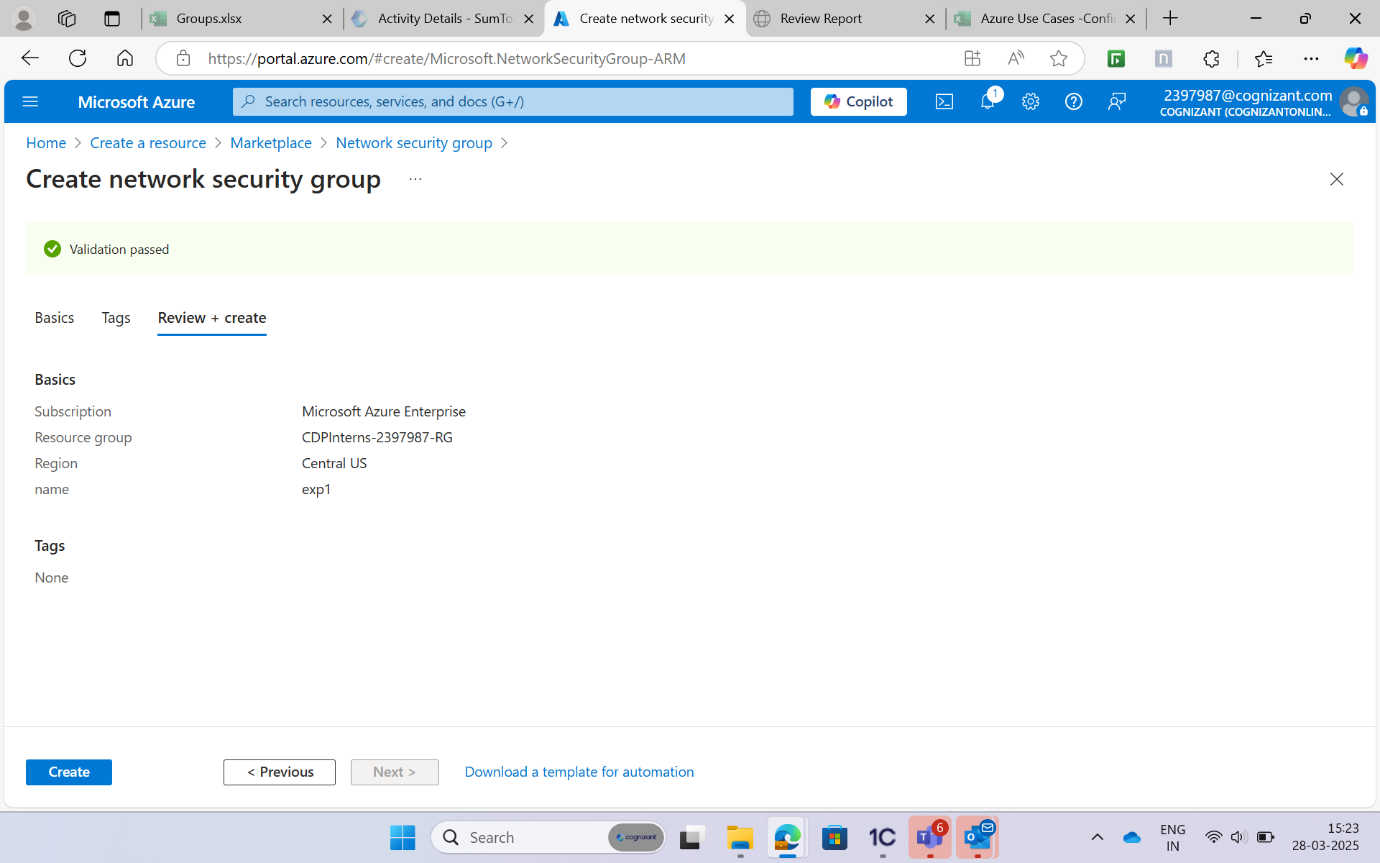 Groups.xlsx
Activity Details - SumTo
Create network security
Review Report
Azure Use Cases -Confi
https://portal.azure.com/#create/Microsoft.NetworkSecurityGroup-ARM
Microsoft Azure
Search resources, services, and docs (G+/)
Copilot
1
2397987@cognizant.com
COGNIZANT (COGNIZANTONLIN...
Home > Create a resource > Marketplace > Network security group >
Create network security group ...
Validation passed
Basics Tags Review + create
Basics
Subscription Microsoft Azure Enterprise
Resource group CDPInterns-2397987-RG
Region Central US
name exp1
Tags
None
Create < Previous Next > Download a template for automation
Search cognizant 1C 6
ENG
IN
15:23
28-03-2025